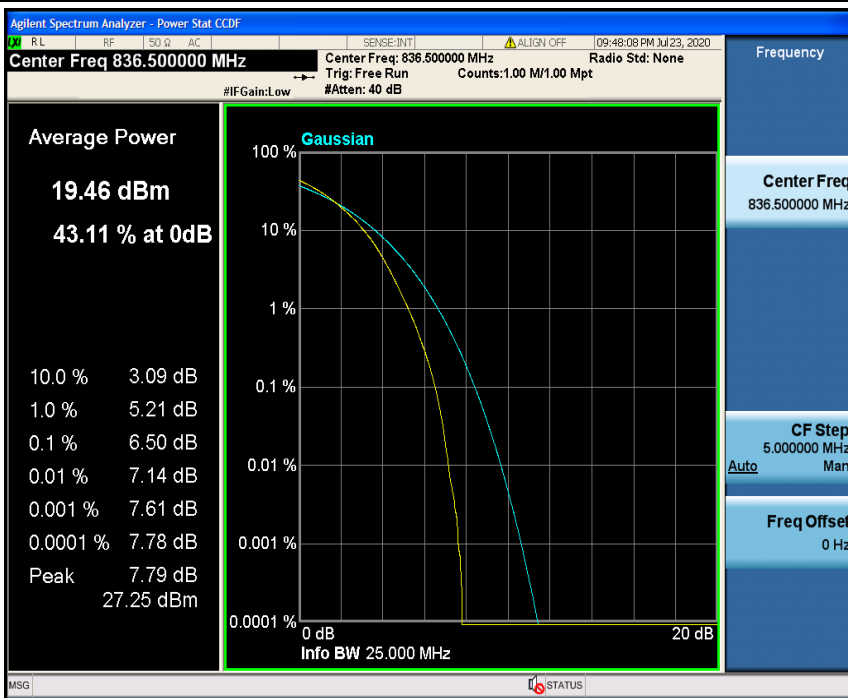 Agilent Spectrum Analyzer - Power Stat CCDF
LXI RL RF 50 Ω AC SENSE:INT ALIGN OFF 09:48:08 PM Jul 23, 2020
Center Freq 836.500000 MHz
Center Freq: 836.500000 MHz Radio Std: None
Trig: Free Run Counts:1.00 M/1.00 Mpt
#IFGain:Low #Atten: 40 dB
Frequency
Average Power
19.46 dBm
43.11 % at 0dB
10.0 % 3.09 dB
1.0 % 5.21 dB
0.1 % 6.50 dB
0.01 % 7.14 dB
0.001 % 7.61 dB
0.0001 % 7.78 dB
Peak 7.79 dB
27.25 dBm
Gaussian
100 %
10 %
1 %
0.1 %
0.01 %
0.001 %
0.0001 %
0 dB 20 dB
Info BW 25.000 MHz
Center Freq
836.500000 MHz
CF Step
5.000000 MHz
Auto Man
Freq Offset
0 Hz
MSG STATUS